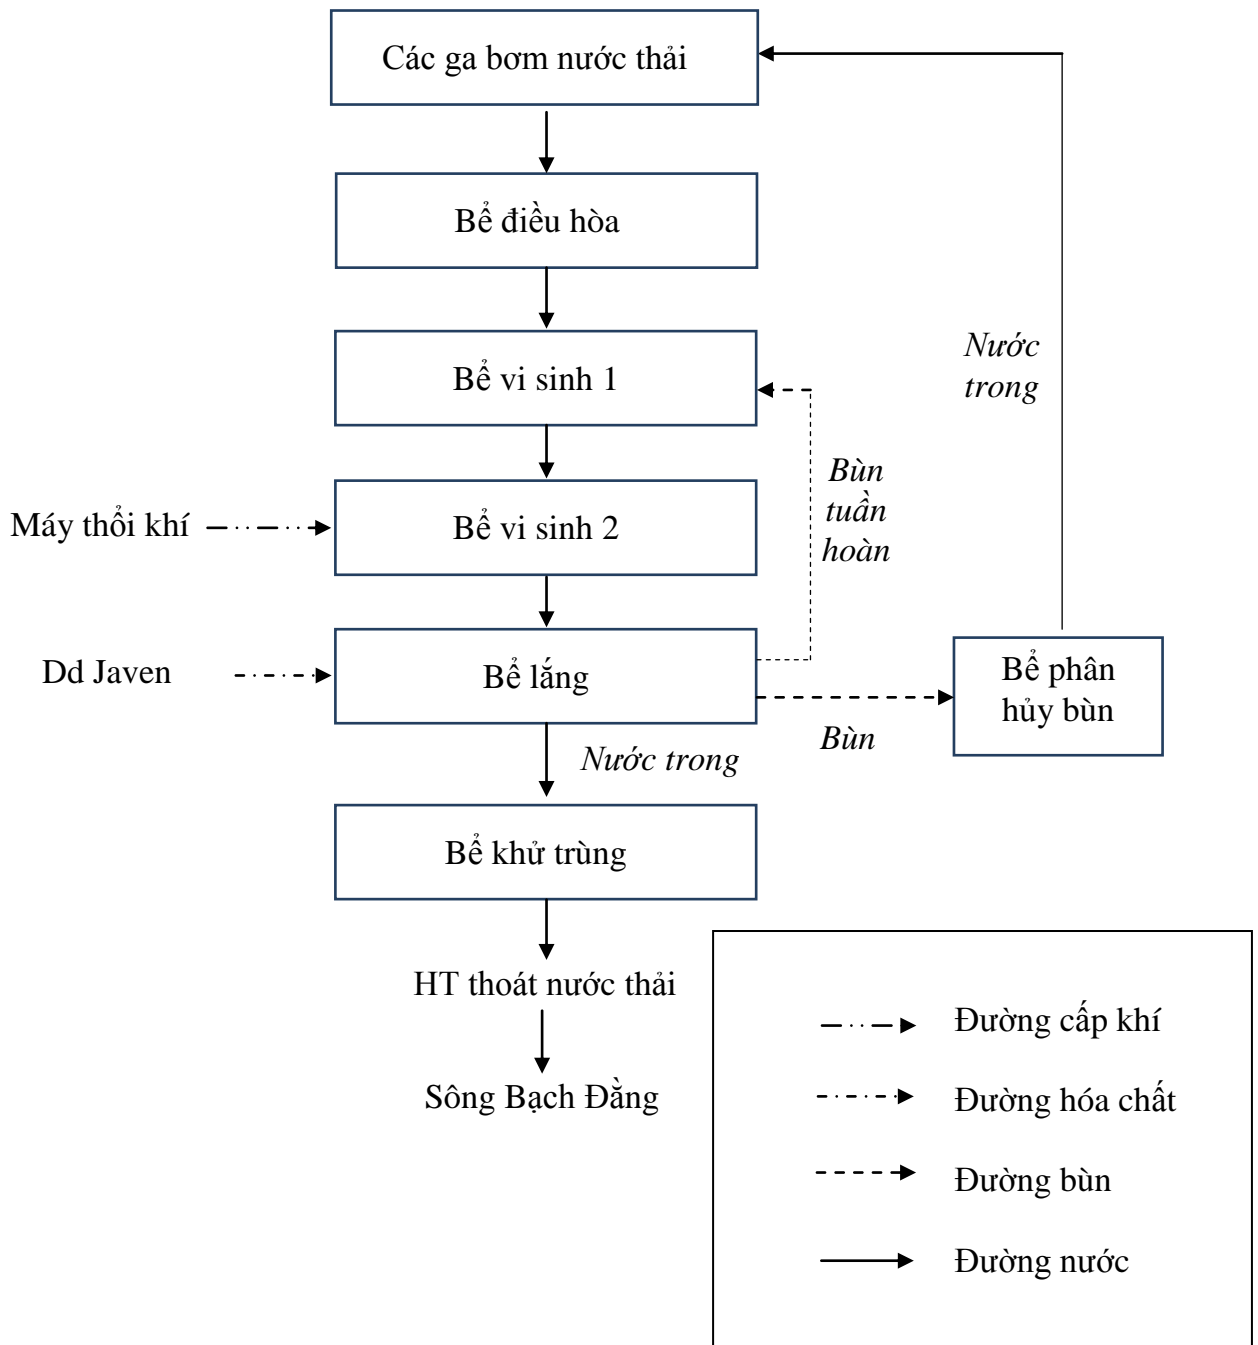 Các ga bơm nước thải
Bể điều hòa
Nước
trong
Bể vi sinh 1
Bùn
tuần
hoàn
Máy thổi khí
Bể vi sinh 2
Dd Javen
Bể lắng
Bể phân
hủy bùn
Bùn
Nước trong
Bể khử trùng
HT thoát nước thải
Sông Bạch Đằng
Đường cấp khí
Đường hóa chất
Đường bùn
Đường nước